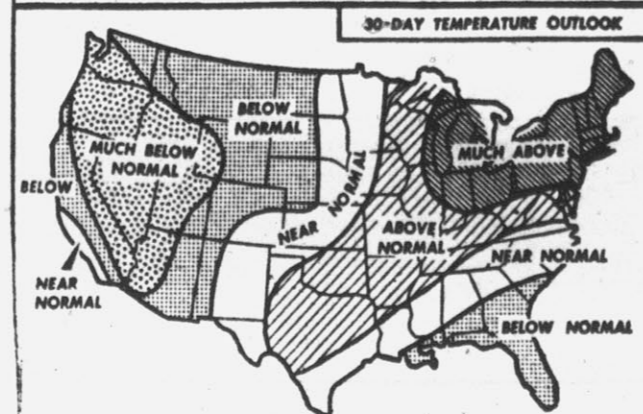 30-DAY TEMPERATURE OUTLOOK
BELOW
NORMAL
MUCH BELOW
NORMAL
MUCH ABOVE
BELOW
NEAR NORMAL
ABOVE
NORMAL
NEAR NORMAL
NEAR
NORMAL
BELOW NORMAL